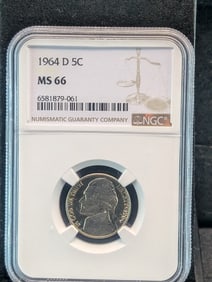 1964 D 5C
MS 66
6581879-061
NUMISMATIC GUARANTY COMPANY
NGC